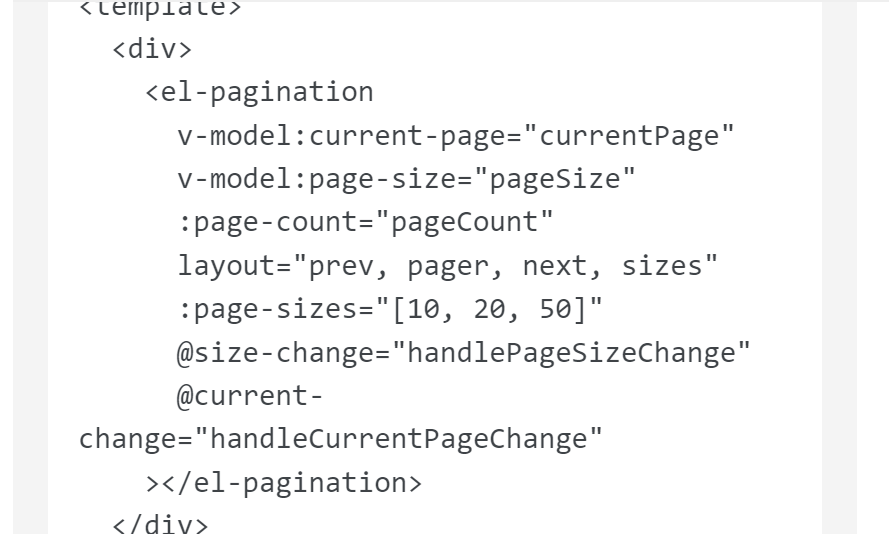 <template>
<div>
<el-pagination
v-model:current-page="currentPage"
v-model:page-size="pageSize"
:page-count="pageCount"
layout="prev, pager, next, sizes"
:page-sizes="[10, 20, 50]"
@size-change="handlePageSizeChange"
@current-
change="handleCurrentPageChange"
></el-pagination>
</div>